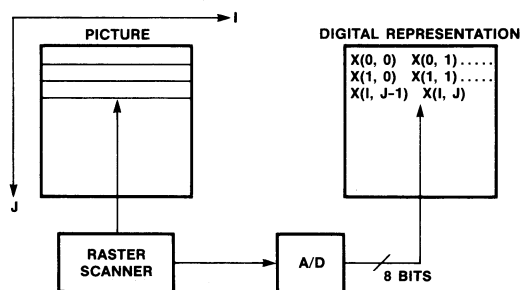 I
PICTURE
DIGITAL REPRESENTATION
X(0, 0) X(0, 1).....
X(1, 0) X(1, 1).....
X(I, J-1) X(I, J)
J
RASTER
SCANNER
A/D
8 BITS